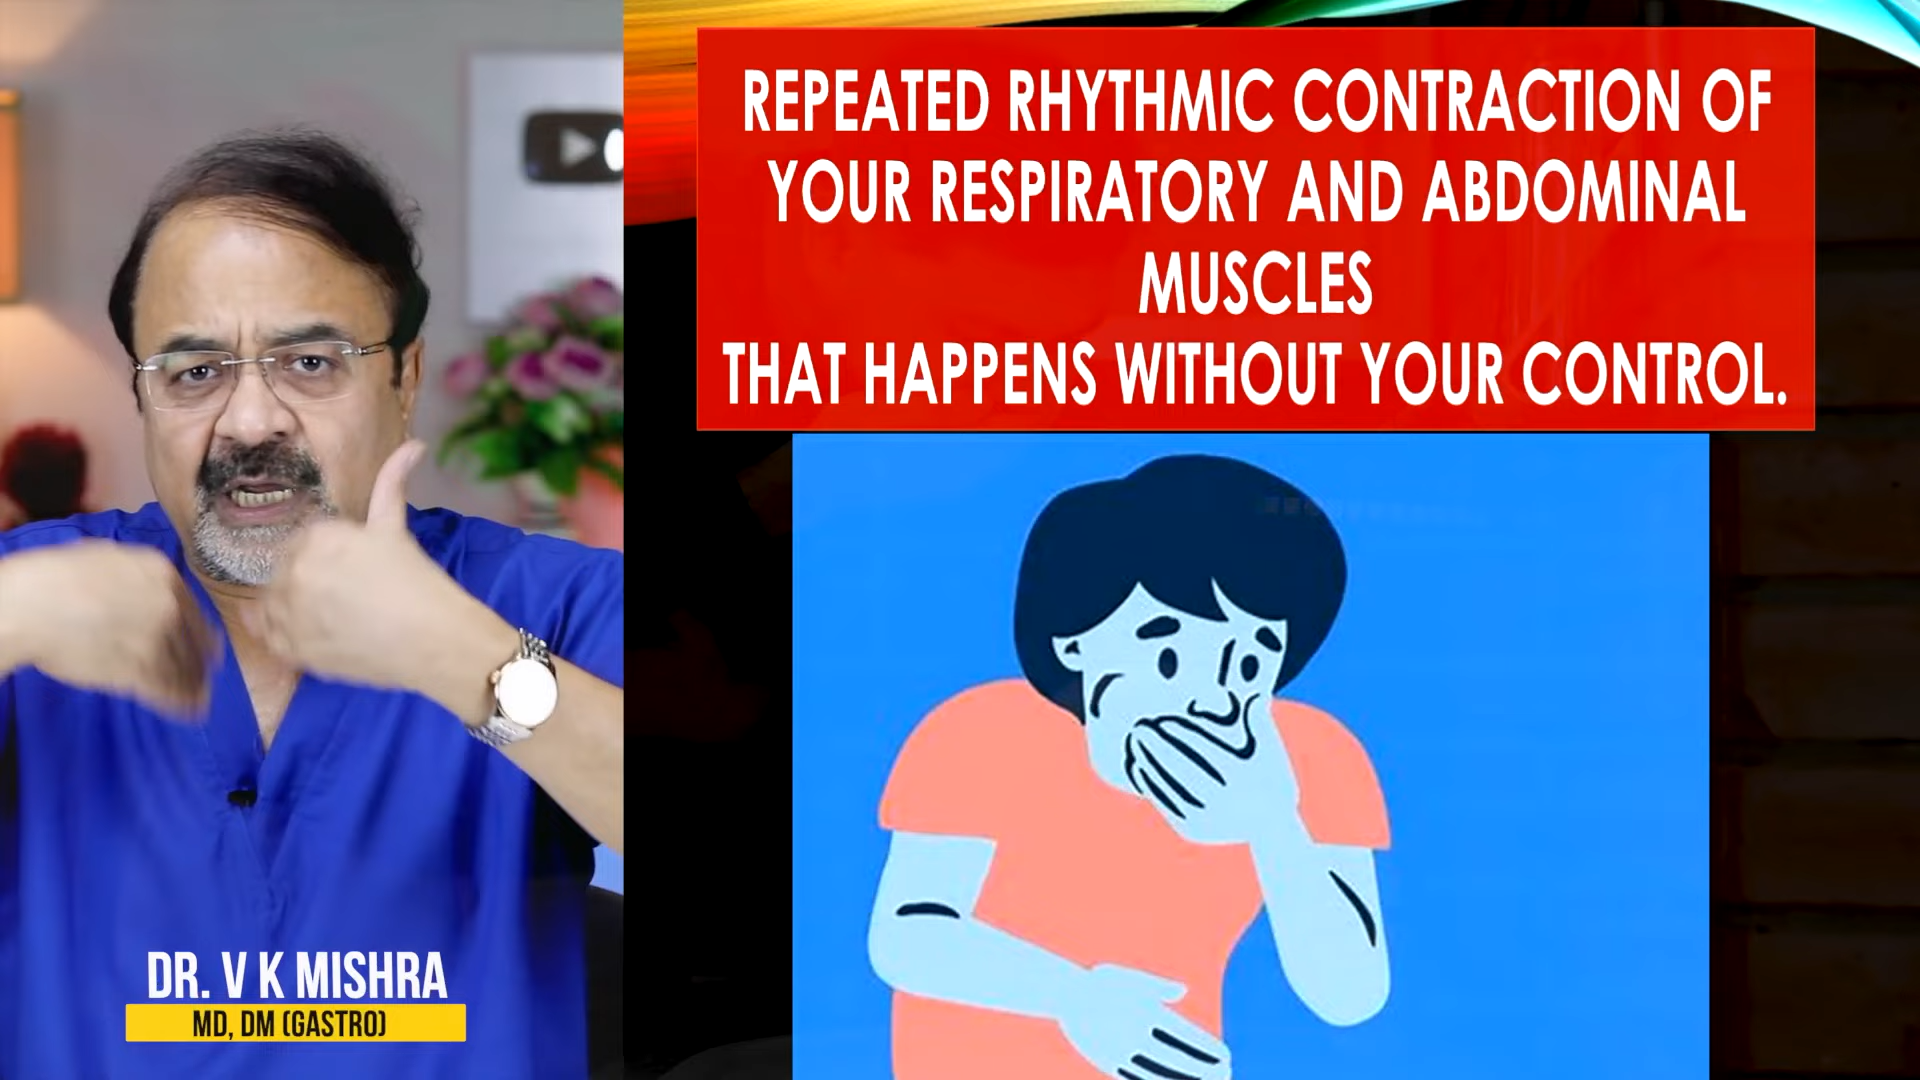 REPEATED RHYTHMIC CONTRACTION OF
YOUR RESPIRATORY AND ABDOMINAL
MUSCLES
THAT HAPPENS WITHOUT YOUR CONTROL.
DR. V K MISHRA
MD, DM (GASTRO)